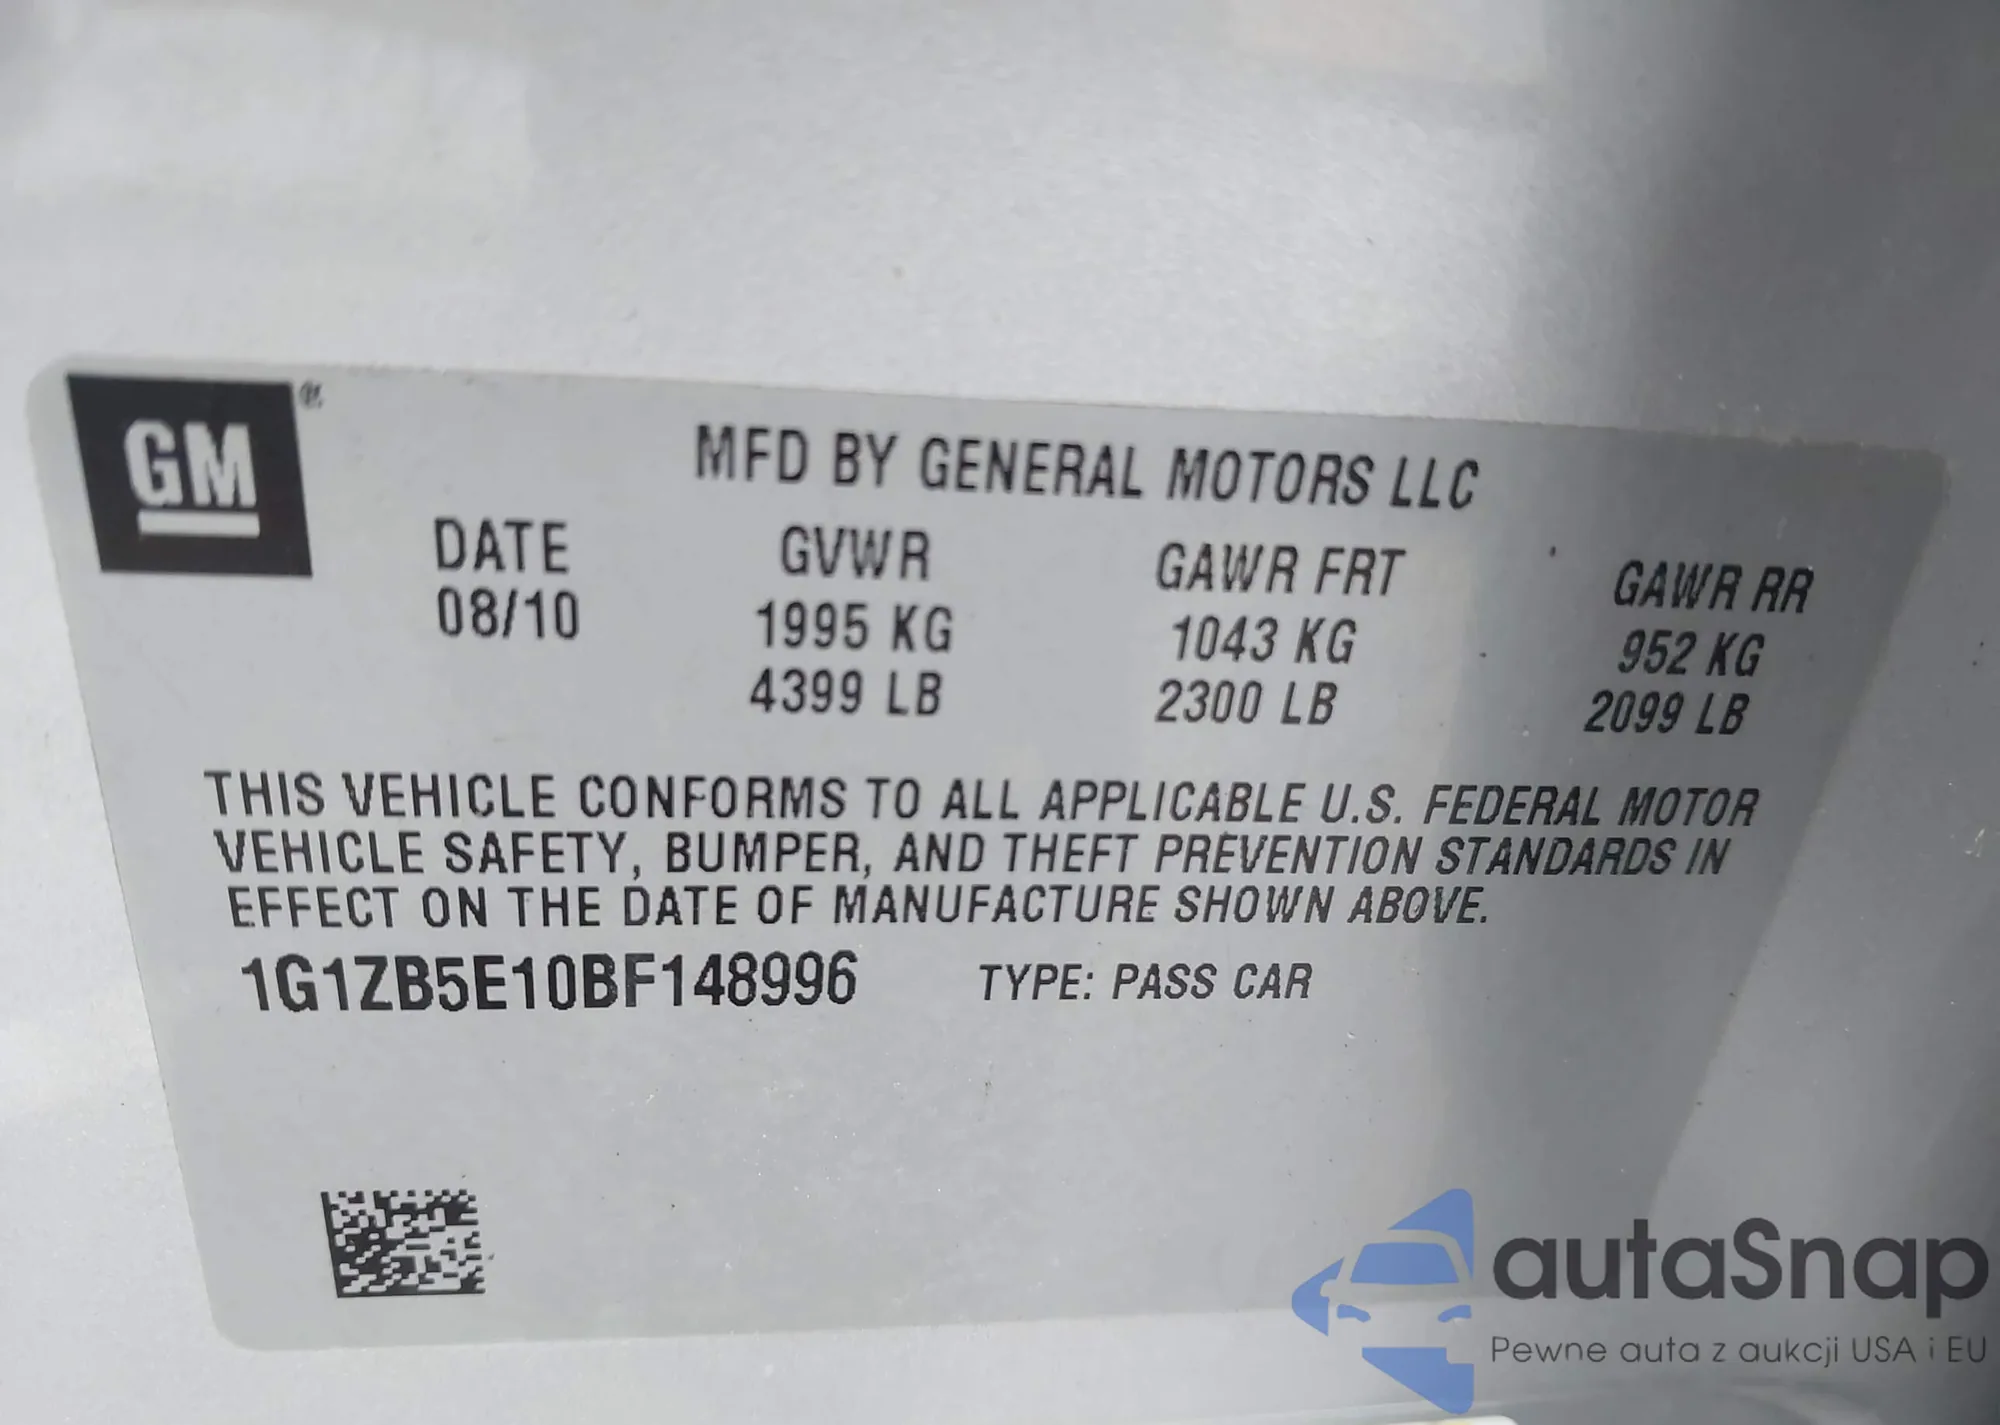 GM
MFD BY GENERAL MOTORS LLC
DATE GVWR GAWR FRT GAWR RR
08/10 1995 KG 1043 KG 952 KG
4399 LB 2300 LB 2099 LB
THIS VEHICLE CONFORMS TO ALL APPLICABLE U.S. FEDERAL MOTOR
VEHICLE SAFETY, BUMPER, AND THEFT PREVENTION STANDARDS IN
EFFECT ON THE DATE OF MANUFACTURE SHOWN ABOVE.
1G1ZB5E10BF148996 TYPE: PASS CAR
autaSnap
Pewne auta z aukcji USA i EU